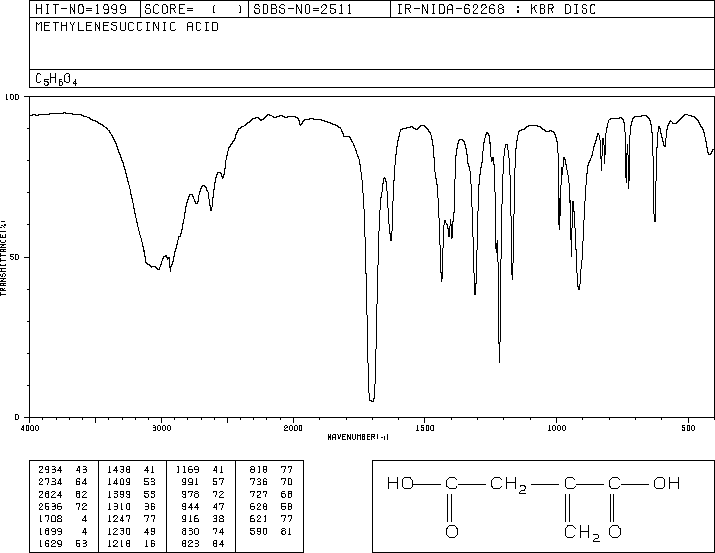 HIT-NO=1999 SCORE= ( ) SDBS-NO=2511 IR-NIDA-62268 : KBR DISC
METHYLENESUCCINIC ACID
C5H6O4
100
50
0
TRANSMITTANCE(%)
4000 3000 2000 1500 1000 500
WAVENUMBER(-1)
2934 43 1438 41 1169 41 818 77
2734 64 1409 53 991 57 736 70
2624 62 1399 55 978 72 727 68
2536 72 1310 36 944 47 628 58
1708 4 1247 77 916 38 621 77
1699 4 1230 49 830 74 590 81
1629 53 1218 16 823 84
HO C CH2 C C OH
O CH2 O